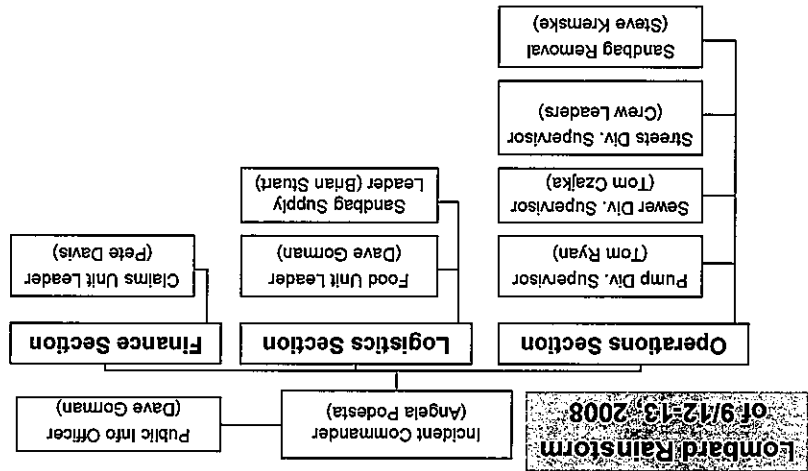 Lombard Rainstorm
of 9/12-13, 2008
Incident Commander
(Angela Podesta)
Public Info Officer
(Dave Gorman)
Operations Section
Pump Div. Supervisor
(Tom Ryan)
Sewer Div. Supervisor
(Tom Czajka)
Streets Div. Supervisor
(Crew Leaders)
Sandbag Removal
(Steve Kremske)
Logistics Section
Food Unit Leader
(Dave Gorman)
Sandbag Supply
Leader (Brian Stuart)
Finance Section
Claims Unit Leader
(Pete Davis)